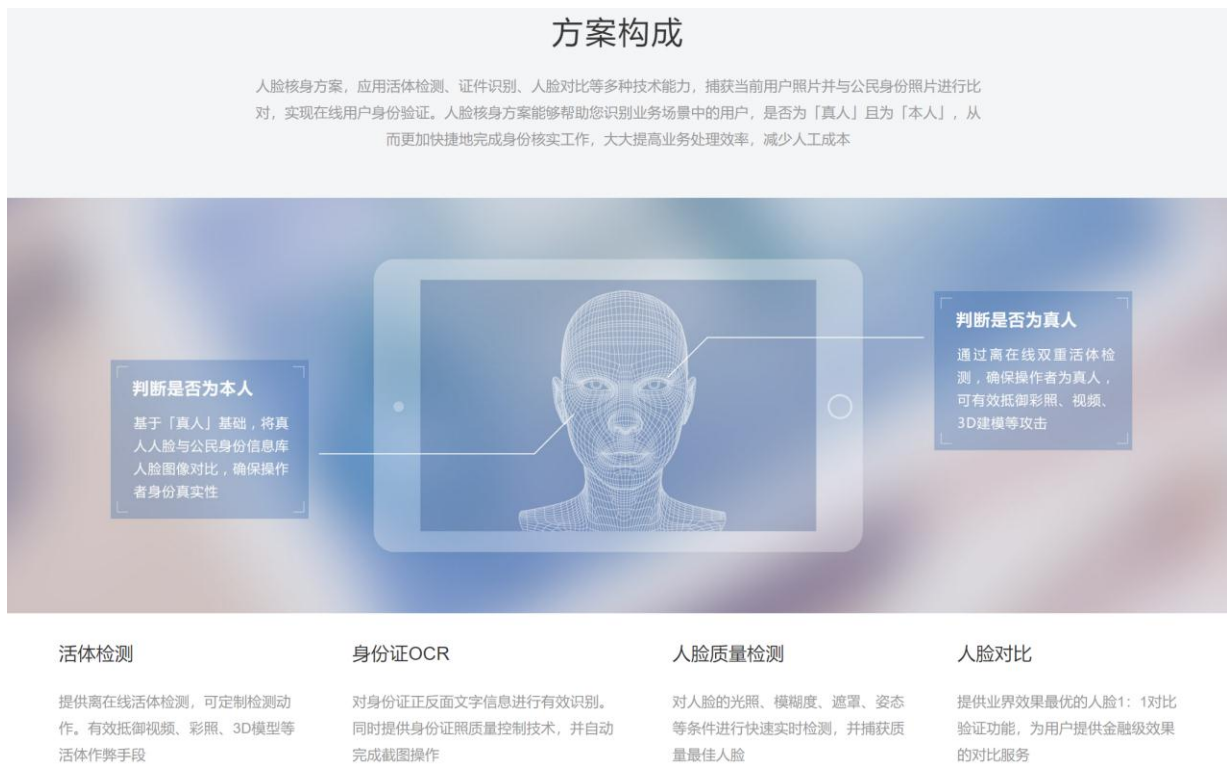 方案构成
人脸核身方案，应用活体检测、证件识别、人脸对比等多种技术能力，捕获当前用户照片并与公民身份照片进行比
对，实现在线用户身份验证。人脸核身方案能够帮助您识别业务场景中的用户，是否为「真人」且为「本人」，从
而更加快捷地完成身份核实工作，大大提高业务处理效率，减少人工成本
判断是否为真人
通过离在线双重活体检
测，确保操作者为真人，
可有效抵御彩照、视频、
3D建模等攻击
判断是否为本人
基于「真人」基础，将真
人人脸与公民身份信息库
人脸图像对比，确保操作
者身份真实性
活体检测
提供离在线活体检测，可定制检测动
作。有效抵御视频、彩照、3D模型等
活体作弊手段
身份证OCR
对身份证正反面文字信息进行有效识别。
同时提供身份证照质量控制技术，并自动
完成截图操作
人脸质量检测
对人脸的光照、模糊度、遮罩、姿态
等条件进行快速实时检测，并捕获质
量最佳人脸
人脸对比
提供业界效果最优的人脸1：1对比
验证功能，为用户提供金融级效果
的对比服务